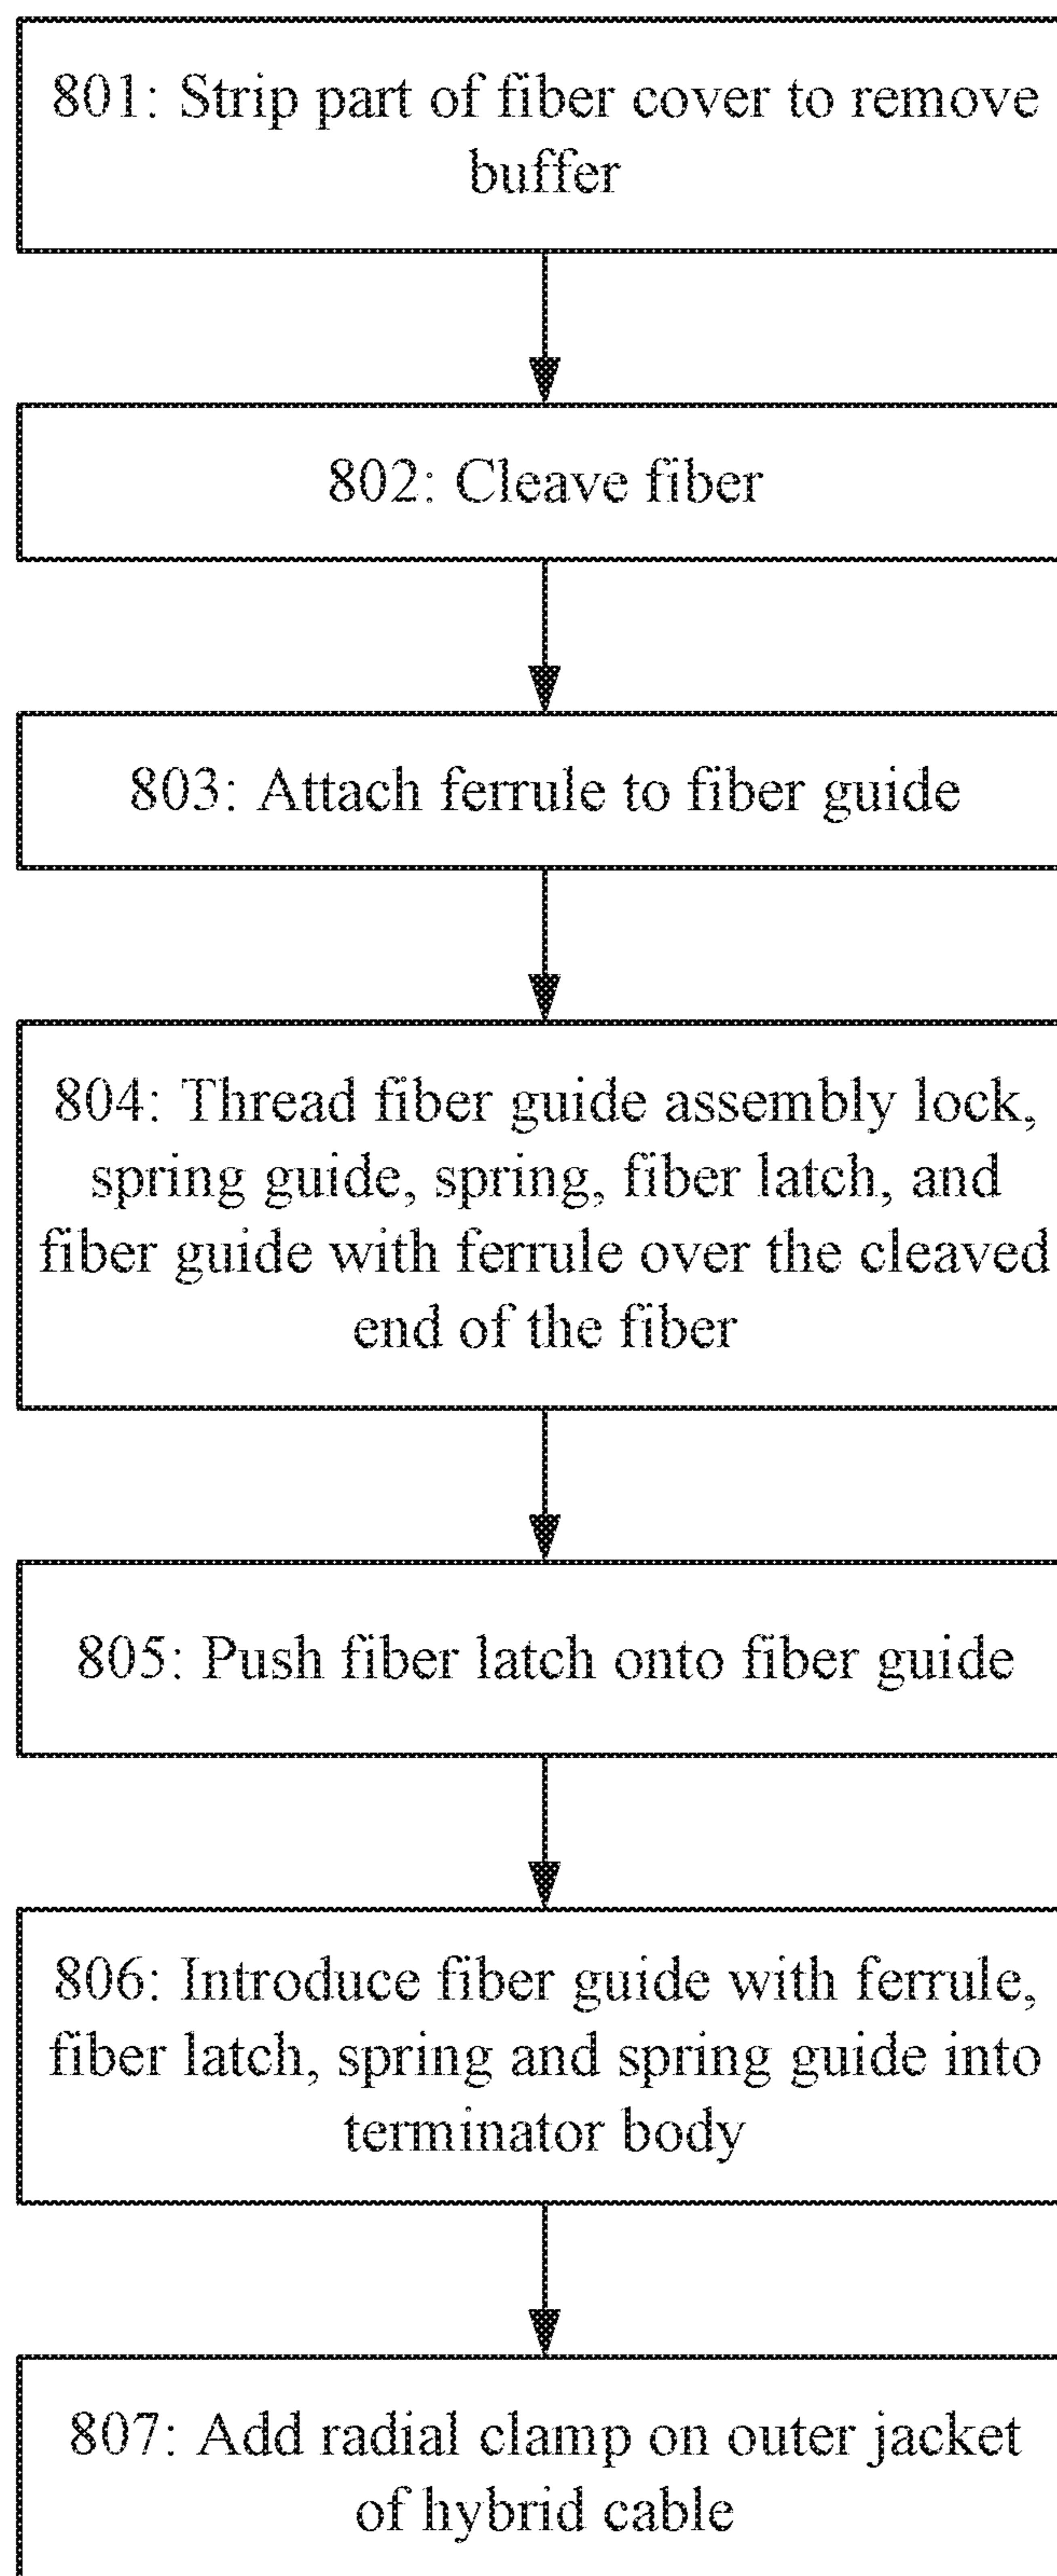 801: Strip part of fiber cover to remove
buffer
802: Cleave fiber
803: Attach ferrule to fiber guide
804: Thread fiber guide assembly lock,
spring guide, spring, fiber latch, and
fiber guide with ferrule over the cleaved
end of the fiber
805: Push fiber latch onto fiber guide
806: Introduce fiber guide with ferrule,
fiber latch, spring and spring guide into
terminator body
807: Add radial clamp on outer jacket
of hybrid cable